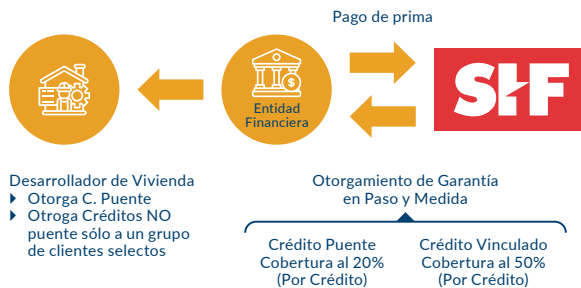 Pago de prima
Entidad
Financiera
SHF
Desarrollador de Vivienda
Otorga C. Puente
Otroga Créditos NO
puente sólo a un grupo
de clientes selectos
Otorgamiento de Garantía
en Paso y Medida
Crédito Puente
Cobertura al 20%
(Por Crédito)
Crédito Vinculado
Cobertura al 50%
(Por Crédito)